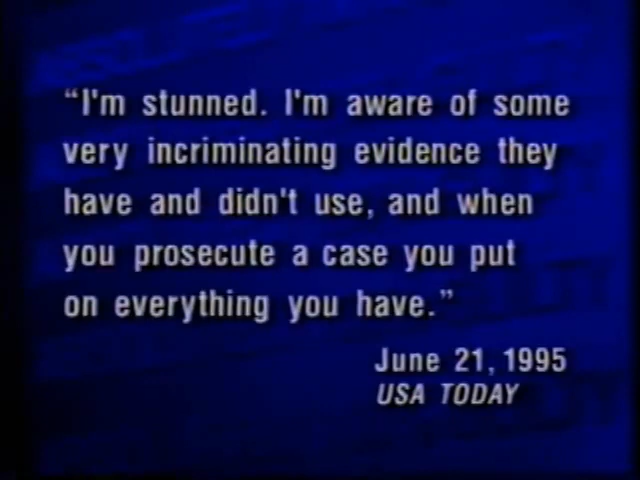 “I'm stunned. I'm aware of some
very incriminating evidence they
have and didn't use, and when
you prosecute a case you put
on everything you have.”
June 21, 1995
USA TODAY